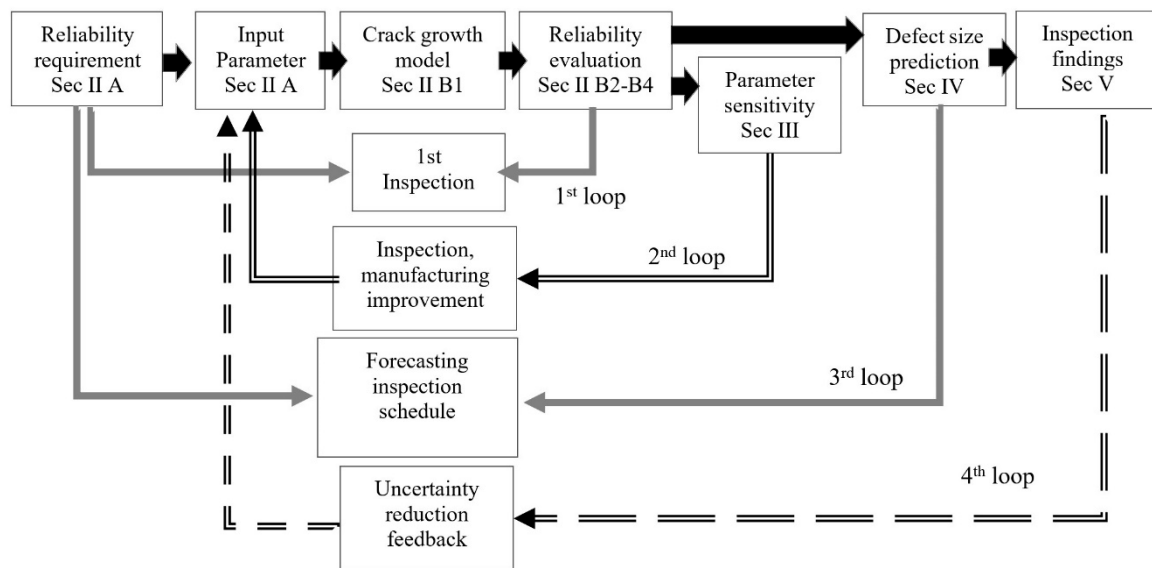 Reliability
requirement
Sec II A
Input
Parameter
Sec II A
Crack growth
model
Sec II B1
Reliability
evaluation
Sec II B2-B4
Parameter
sensitivity
Sec III
Defect size
prediction
Sec IV
Inspection
findings
Sec V
1st
Inspection
1st loop
Inspection,
manufacturing
improvement
2nd loop
Forecasting
inspection
schedule
3rd loop
Uncertainty
reduction
feedback
4th loop